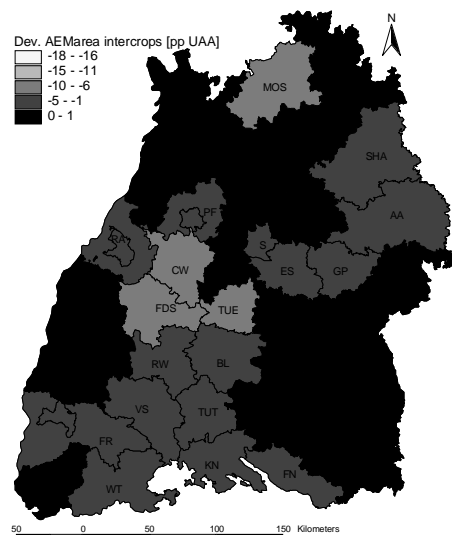 N
Dev. AEMarea intercrops [pp UAA]
-18 - -16
-15 - -11
-10 - -6
-5 - -1
0 - 1
MOS
SHA
AA
PF
RA
S
CW
ES
GP
FDS
TUE
RW
BL
VS
TUT
FR
KN
FN
WT
50 0 50 100 150 Kilometers